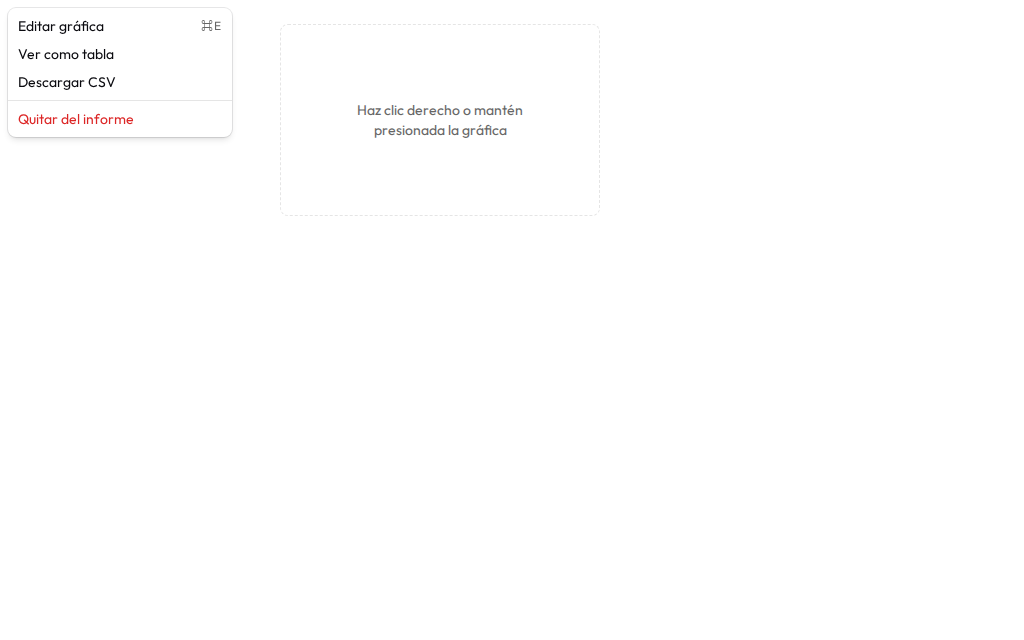 Editar gráfica ⌘E
Ver como tabla
Descargar CSV
Quitar del informe
Haz clic derecho o mantén
presionada la gráfica